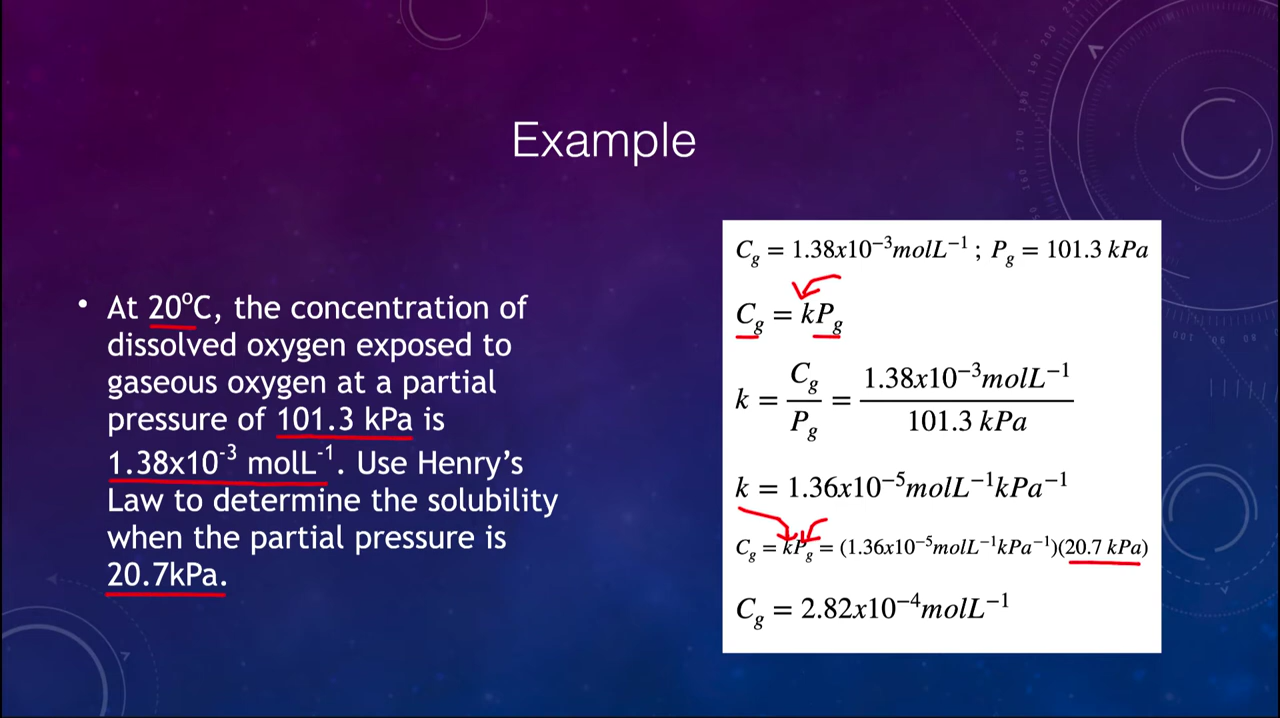 Example
• At 20ºC, the concentration of
dissolved oxygen exposed to
gaseous oxygen at a partial
pressure of 101.3 kPa is
1.38x10⁻³ molL⁻¹. Use Henry’s
Law to determine the solubility
when the partial pressure is
20.7kPa.
C_g = 1.38x10⁻³molL⁻¹ ; P_g = 101.3 kPa
C_g = kP_g
k = C_g / P_g = 1.38x10⁻³molL⁻¹ / 101.3 kPa
k = 1.36x10⁻⁵molL⁻¹kPa⁻¹
C_g = kP_g = (1.36x10⁻⁵molL⁻¹kPa⁻¹)(20.7 kPa)
C_g = 2.82x10⁻⁴molL⁻¹